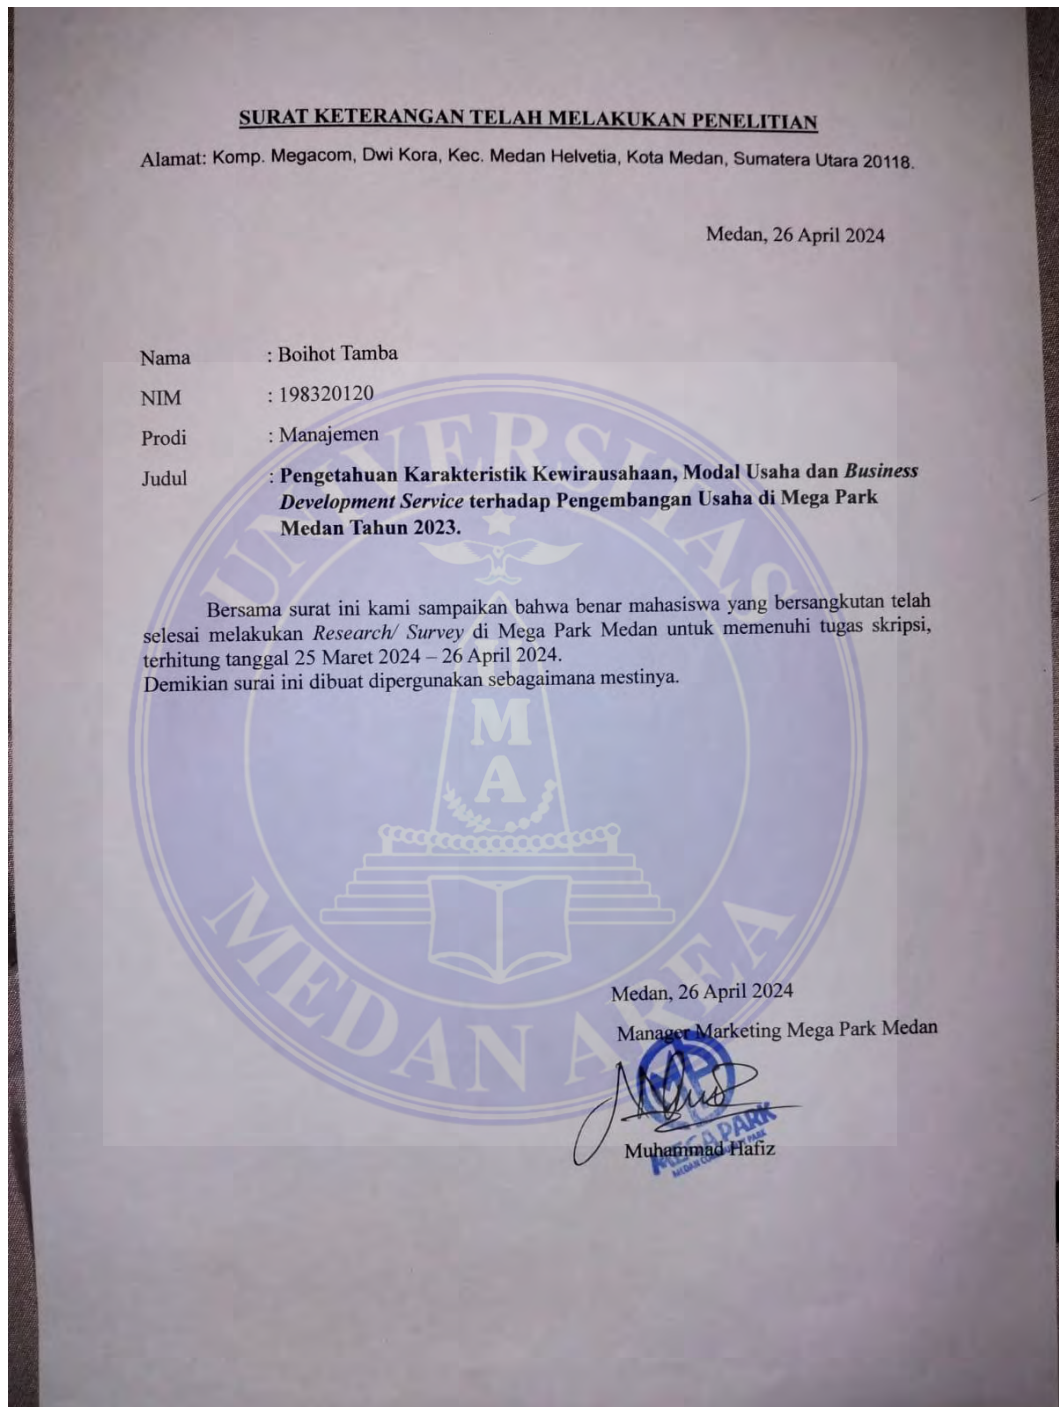 SURAT KETERANGAN TELAH MELAKUKAN PENELITIAN
Alamat: Komp. Megacom, Dwi Kora, Kec. Medan Helvetia, Kota Medan, Sumatera Utara 20118.
Medan, 26 April 2024
Nama : Boihot Tamba
NIM : 198320120
Prodi : Manajemen
Judul : Pengetahuan Karakteristik Kewirausahaan, Modal Usaha dan Business
Development Service terhadap Pengembangan Usaha di Mega Park
Medan Tahun 2023.
Bersama surat ini kami sampaikan bahwa benar mahasiswa yang bersangkutan telah
selesai melakukan Research/ Survey di Mega Park Medan untuk memenuhi tugas skripsi,
terhitung tanggal 25 Maret 2024 – 26 April 2024.
Demikian surai ini dibuat dipergunakan sebagaimana mestinya.
UNIVERSITAS
M
A
MEDAN AREA
Medan, 26 April 2024
Manager Marketing Mega Park Medan
MEGA PARK
Muhammad Hafiz